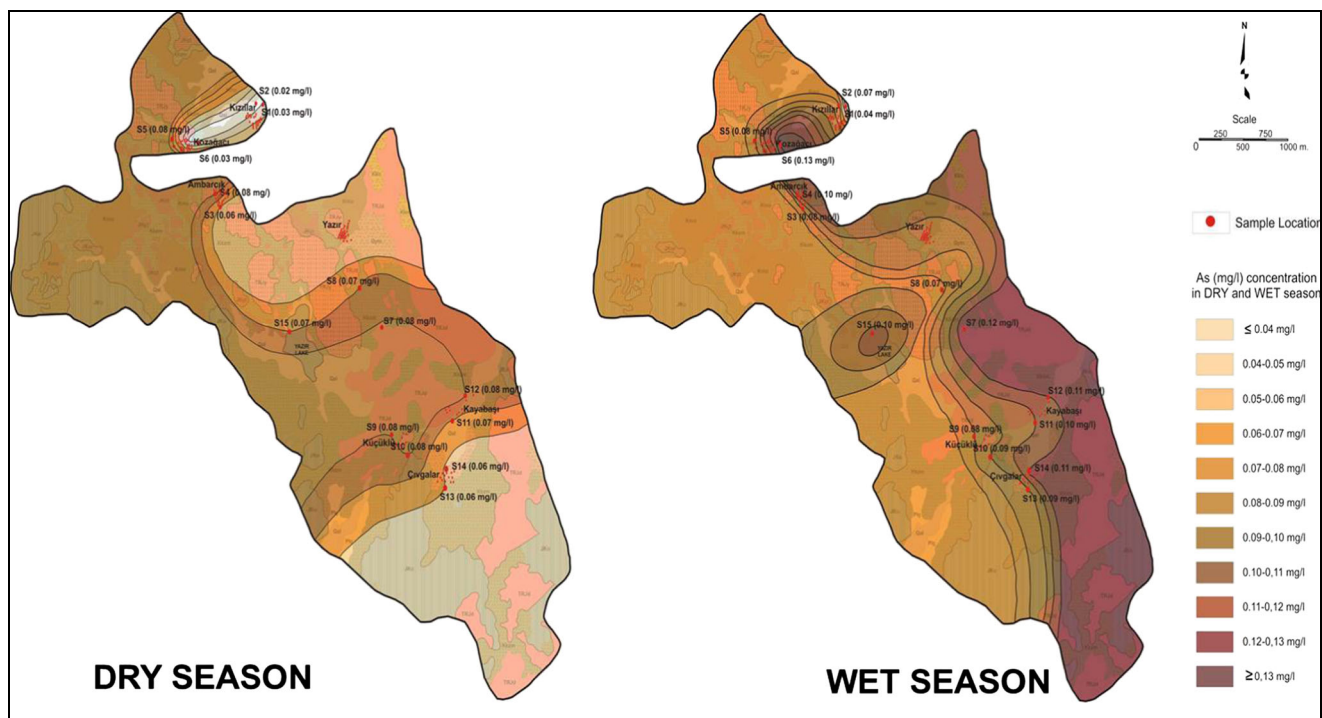 S2 (0.02 mg/l)
Kızıllar
S1 (0.03 mg/l)
S5 (0.08 mg/l)
Kozağacı
S6 (0.03 mg/l)
Ambarcık
S4 (0.08 mg/l)
S3 (0.06 mg/l)
Yazır
S8 (0.07 mg/l)
S15 (0.07 mg/l)
S7 (0.08 mg/l)
YAZIR
LAKE
S12 (0.08 mg/l)
Kayabaşı
S11 (0.07 mg/l)
S9 (0.08 mg/l)
Küçüklü
S10 (0.08 mg/l)
Çıvgalar
S14 (0.06 mg/l)
S13 (0.06 mg/l)
DRY SEASON
S2 (0.07 mg/l)
Kızıllar
S1 (0.04 mg/l)
S5 (0.08 mg/l)
S6 (0.13 mg/l)
Ambarcık
S4 (0.10 mg/l)
Yazır
S8 (0.07 mg/l)
S15 (0.10 mg/l)
S7 (0.12 mg/l)
YAZIR
LAKE
S12 (0.11 mg/l)
Kayabaşı
S11 (0.10 mg/l)
S9 (0.08 mg/l)
Küçüklü
S10 (0.09 mg/l)
Çıvgalar
S14 (0.11 mg/l)
S13 (0.09 mg/l)
WET SEASON
N
Scale
250 750
0 500 1000 m.
Sample Location
As (mg/l) concentration
in DRY and WET season
≤ 0.04 mg/l
0.04-0.05 mg/l
0.05-0.06 mg/l
0.06-0.07 mg/l
0.07-0.08 mg/l
0.08-0.09 mg/l
0.09-0,10 mg/l
0.10-0,11 mg/l
0.11-0,12 mg/l
0.12-0,13 mg/l
≥0,13 mg/l